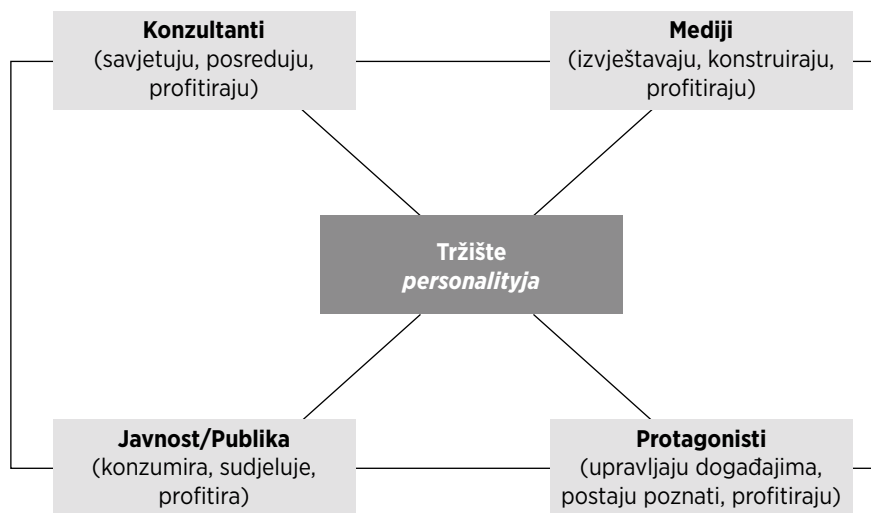 Konzultanti
(savjetuju, posreduju,
profitiraju)
Mediji
(izvještavaju, konstruiraju,
profitiraju)
Tržište
personalityja
Javnost/Publika
(konzumira, sudjeluje,
profitira)
Protagonisti
(upravljaju događajima,
postaju poznati, profitiraju)